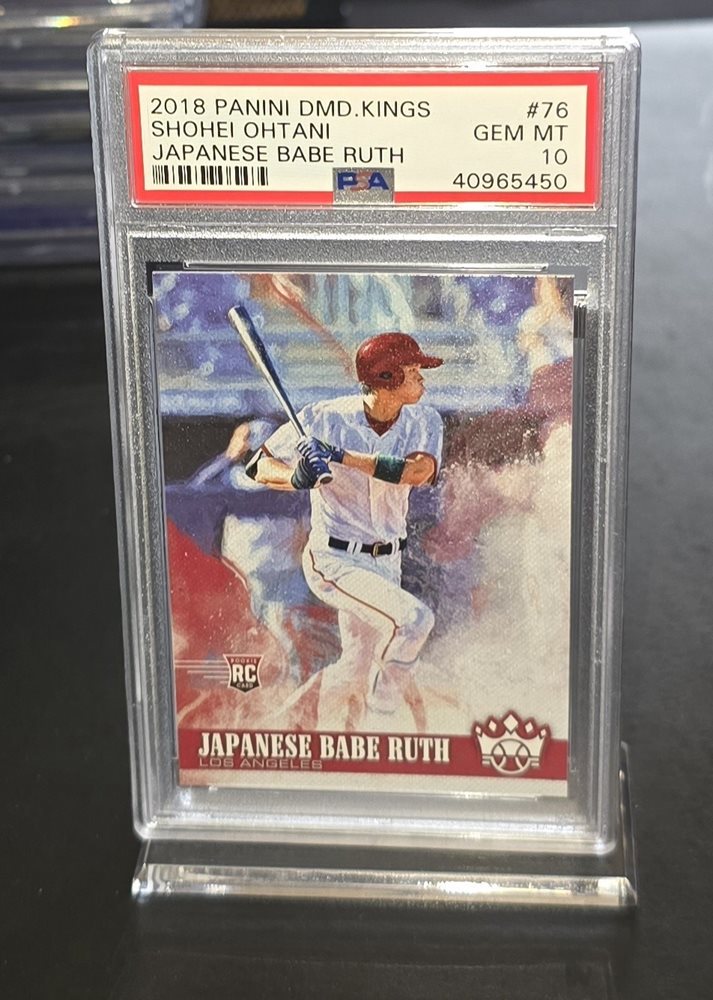 2018 PANINI DMD.KINGS #76
SHOHEI OHTANI GEM MT
JAPANESE BABE RUTH 10
PSA 40965450
ROOKIE
RC
CARD
JAPANESE BABE RUTH
LOS ANGELES